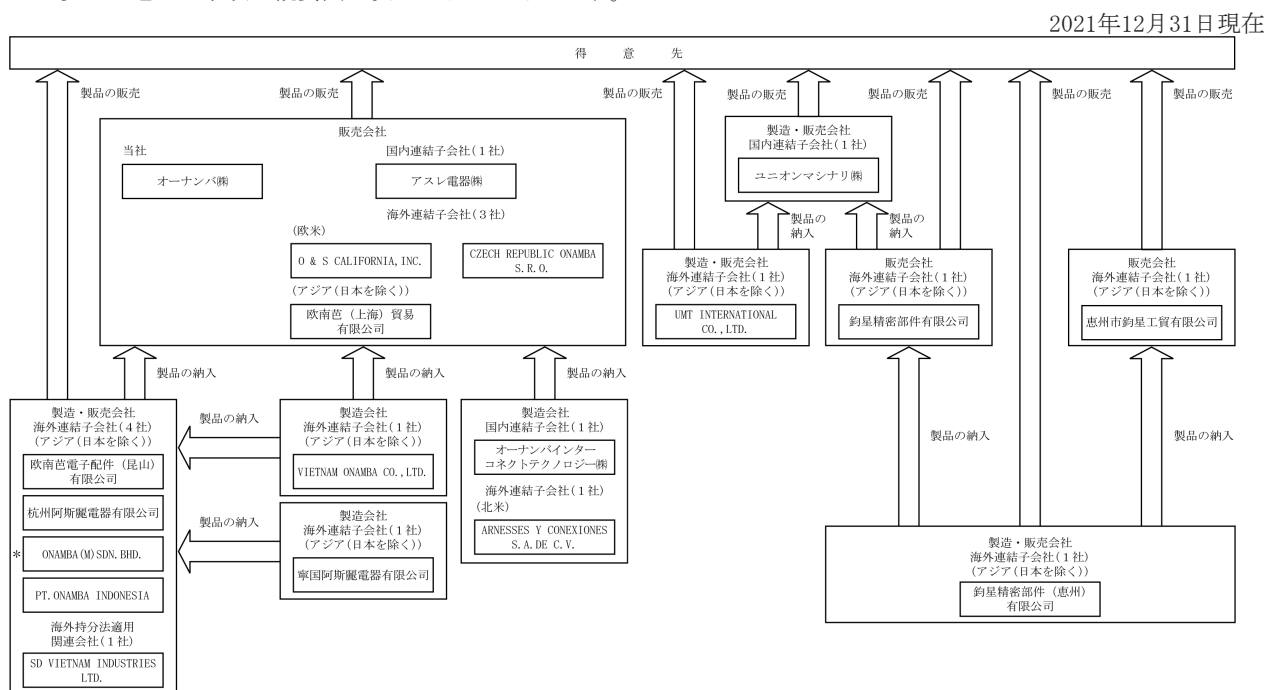 2021年12月31日現在
得意先
製品の販売
製品の販売
製品の販売
製品の販売
製品の販売
製品の販売
製品の販売
販売会社
当社
オーナンバ㈱
国内連結子会社(1社)
アスレ電器㈱
海外連結子会社(3社)
(欧米)
O & S CALIFORNIA,INC.
CZECH REPUBLIC ONAMBA
S.R.O.
(アジア(日本を除く))
欧南芭（上海）貿易
有限公司
製造・販売会社
国内連結子会社(1社)
ユニオンマシナリ㈱
製品の
納入
製品の
納入
製造・販売会社
海外連結子会社(1社)
(アジア(日本を除く))
UMT INTERNATIONAL
CO.,LTD.
販売会社
海外連結子会社(1社)
(アジア(日本を除く))
鈞星精密部件有限公司
販売会社
海外連結子会社(1社)
(アジア(日本を除く))
恵州市鈞星工貿有限公司
製品の納入
製品の納入
製品の納入
製品の納入
製品の納入
製造・販売会社
海外連結子会社(4社)
(アジア(日本を除く))
欧南芭電子配件（昆山）
有限公司
杭州阿斯麗電器有限公司
* ONAMBA(M)SDN.BHD.
PT.ONAMBA INDONESIA
海外持分法適用
関連会社(1社)
SD VIETNAM INDUSTRIES
LTD.
製品の納入
製造会社
海外連結子会社(1社)
(アジア(日本を除く))
VIETNAM ONAMBA CO.,LTD.
製品の納入
製造会社
海外連結子会社(1社)
(アジア(日本を除く))
寧国阿斯麗電器有限公司
製造会社
国内連結子会社(1社)
オーナンバインター
コネクトテクノロジー㈱
海外連結子会社(1社)
(北米)
ARNESSES Y CONEXIONES
S.A.DE C.V.
製造・販売会社
海外連結子会社(1社)
(アジア(日本を除く))
鈞星精密部件（恵州）
有限公司